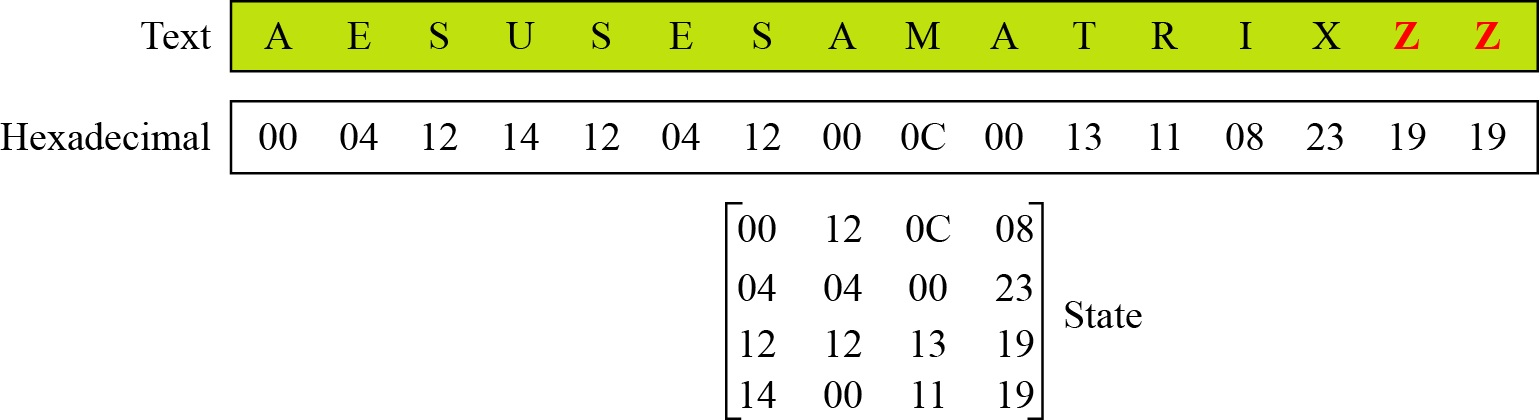 Text A E S U S E S A M A T R I X Z Z
Hexadecimal 00 04 12 14 12 04 12 00 0C 00 13 11 08 23 19 19
00 12 0C 08
04 04 00 23
State
12 12 13 19
14 00 11 19